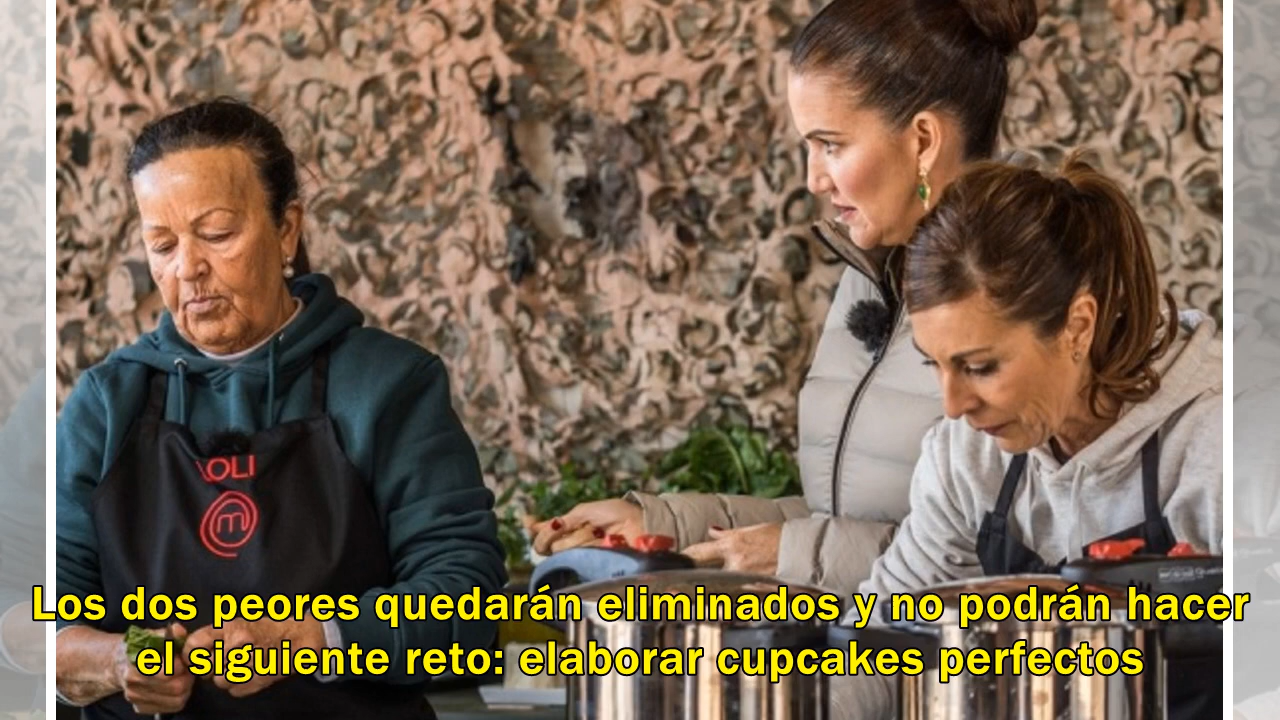 LOLI
Los dos peores quedarán eliminados y no podrán hacer
el siguiente reto: elaborar cupcakes perfectos